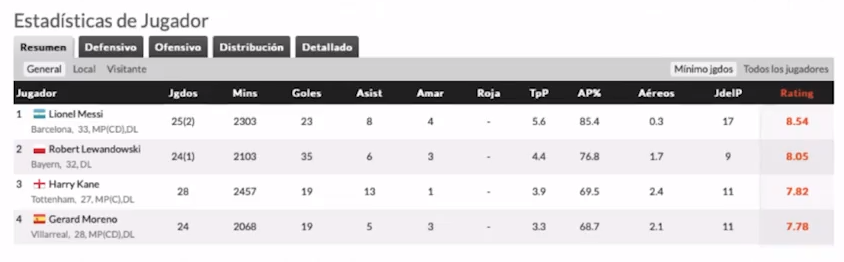 Estadísticas de Jugador
Resumen Defensivo Ofensivo Distribución Detallado
General Local Visitante Mínimo jgdos Todos los jugadores
Jugador Jgdos Mins Goles Asist Amar Roja TpP AP% Aéreos JdelP Rating
1 Lionel Messi 25(2) 2303 23 8 4 - 5.6 85.4 0.3 17 8.54
Barcelona, 33, MP(CD),DL
2 Robert Lewandowski 24(1) 2103 35 6 3 - 4.4 76.8 1.7 9 8.05
Bayern, 32, DL
3 Harry Kane 28 2457 19 13 1 - 3.9 69.5 2.4 11 7.82
Tottenham, 27, MP(C),DL
4 Gerard Moreno 24 2068 19 5 3 - 3.3 68.7 2.1 11 7.78
Villarreal, 28, MP(CD),DL